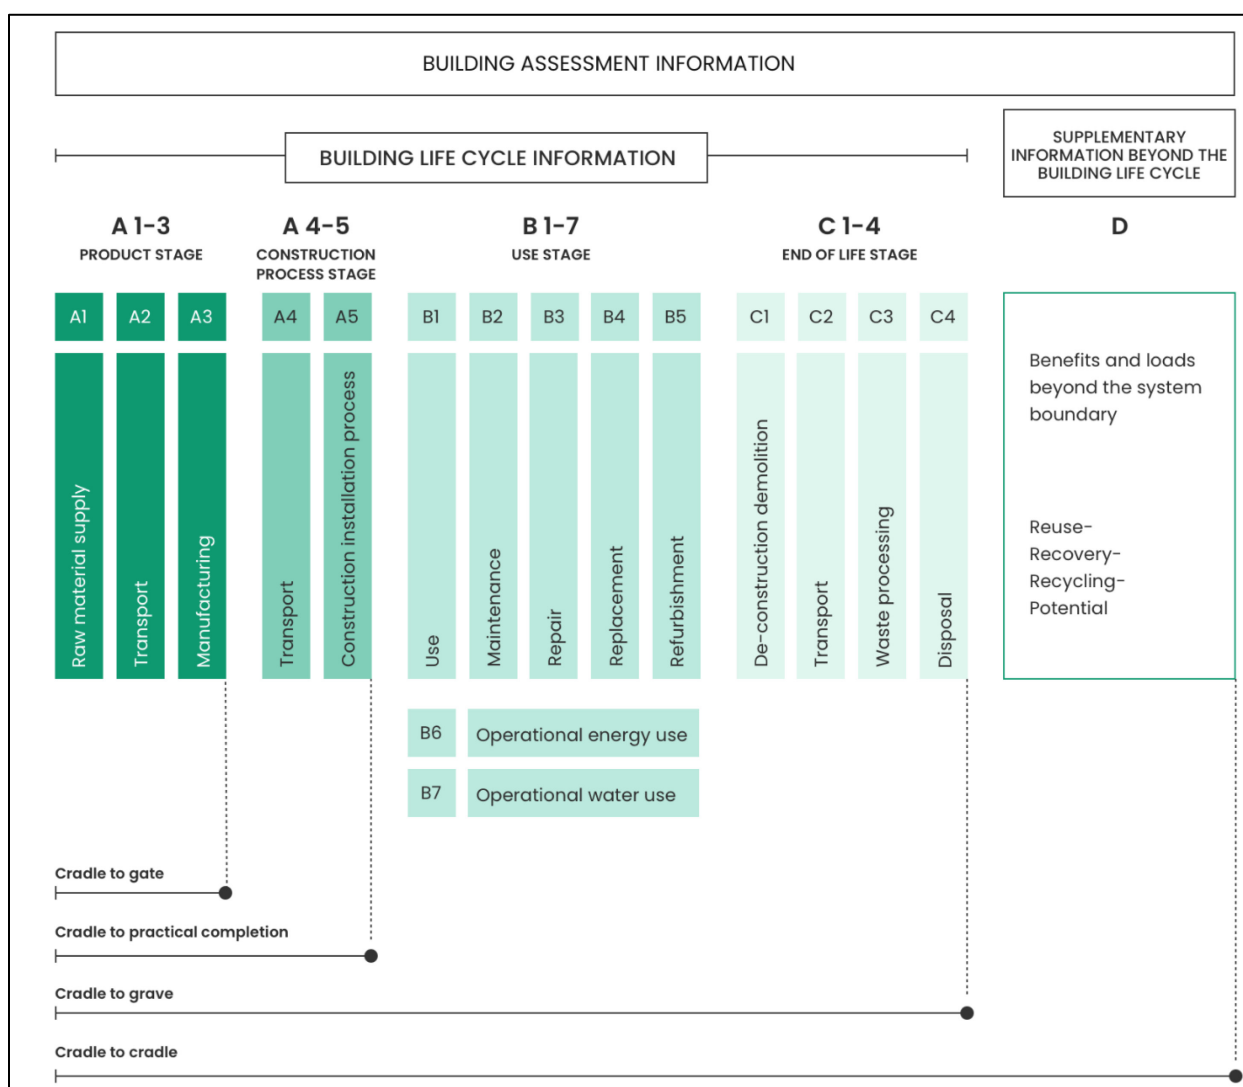 BUILDING ASSESSMENT INFORMATION
BUILDING LIFE CYCLE INFORMATION
SUPPLEMENTARY
INFORMATION BEYOND THE
BUILDING LIFE CYCLE
A 1-3
PRODUCT STAGE
A 4-5
CONSTRUCTION
PROCESS STAGE
B 1-7
USE STAGE
C 1-4
END OF LIFE STAGE
D
A1
A2
A3
A4
A5
B1
B2
B3
B4
B5
C1
C2
C3
C4
Raw material supply
Transport
Manufacturing
Transport
Construction installation process
Use
Maintenance
Repair
Replacement
Refurbishment
De-construction demolition
Transport
Waste processing
Disposal
Benefits and loads
beyond the system
boundary
Reuse-
Recovery-
Recycling-
Potential
B6
Operational energy use
B7
Operational water use
Cradle to gate
Cradle to practical completion
Cradle to grave
Cradle to cradle